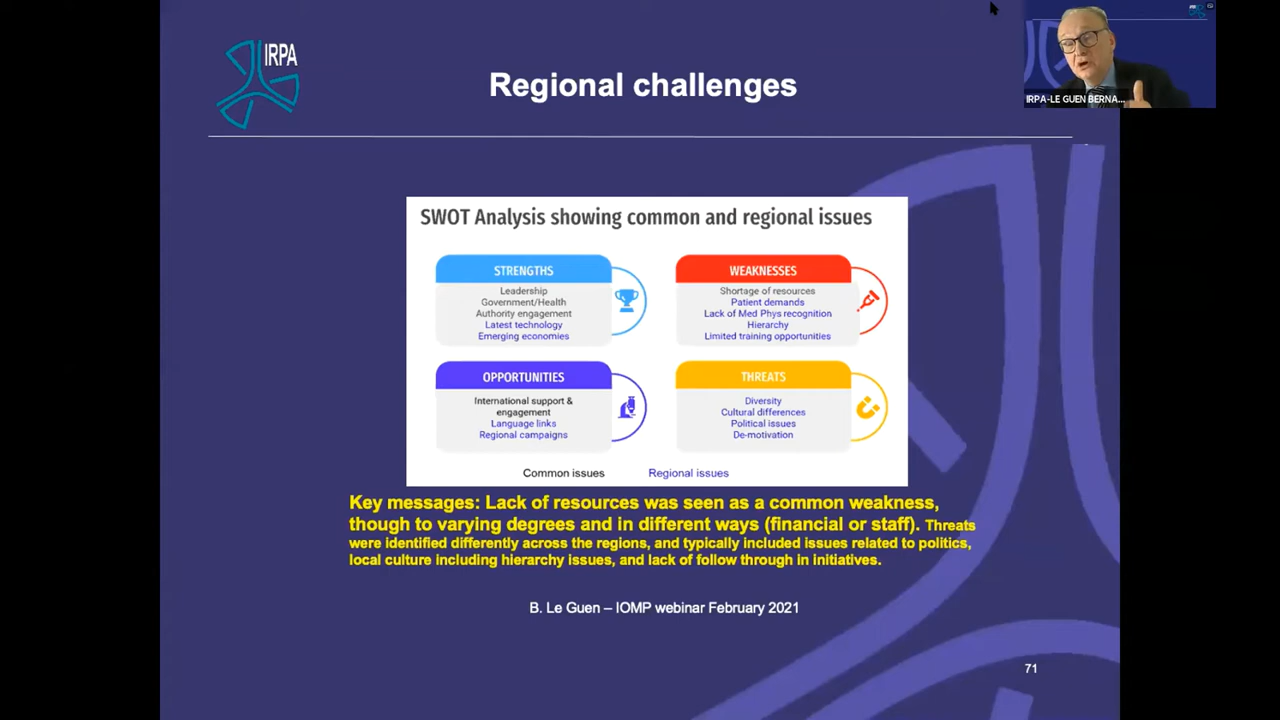 IRPA
Regional challenges
IRPA-LE GUEN BERNA...
SWOT Analysis showing common and regional issues
STRENGTHS
Leadership
Government/Health
Authority engagement
Latest technology
Emerging economies
WEAKNESSES
Shortage of resources
Patient demands
Lack of Med Phys recognition
Hierarchy
Limited training opportunities
OPPORTUNITIES
International support &
engagement
Language links
Regional campaigns
THREATS
Diversity
Cultural differences
Political issues
De-motivation
Common issues
Regional issues
Key messages: Lack of resources was seen as a common weakness,
though to varying degrees and in different ways (financial or staff). Threats
were identified differently across the regions, and typically included issues related to politics,
local culture including hierarchy issues, and lack of follow through in initiatives.
B. Le Guen – IOMP webinar February 2021
71